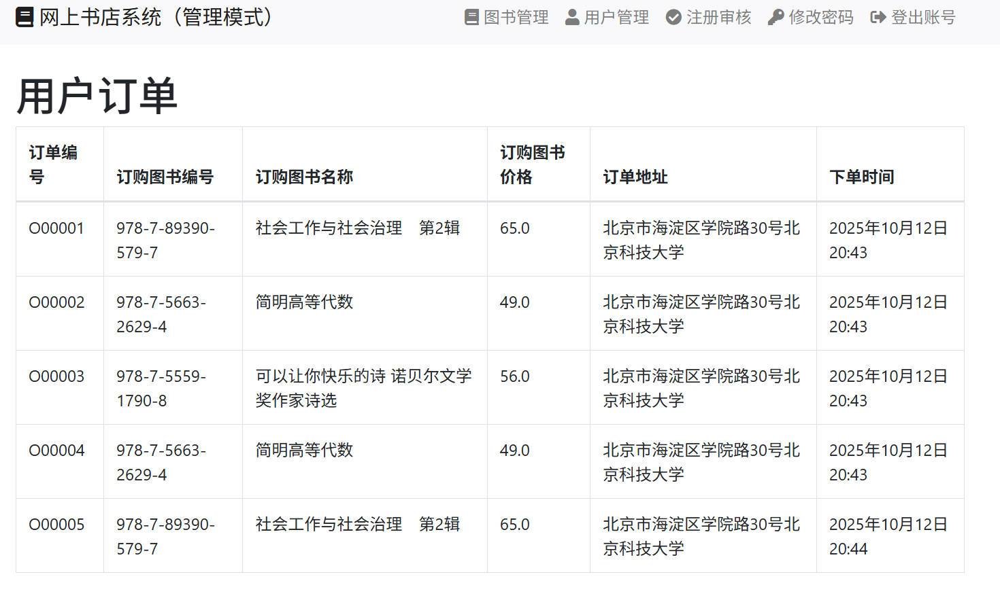 网上书店系统（管理模式） 图书管理 用户管理 注册审核 修改密码 登出账号
用户订单
订单编号 订购图书编号 订购图书名称 订购图书价格 订单地址 下单时间
O00001 978-7-89390-579-7 社会工作与社会治理　第2辑 65.0 北京市海淀区学院路30号北京科技大学 2025年10月12日 20:43
O00002 978-7-5663-2629-4 简明高等代数 49.0 北京市海淀区学院路30号北京科技大学 2025年10月12日 20:43
O00003 978-7-5559-1790-8 可以让你快乐的诗 诺贝尔文学奖作家诗选 56.0 北京市海淀区学院路30号北京科技大学 2025年10月12日 20:43
O00004 978-7-5663-2629-4 简明高等代数 49.0 北京市海淀区学院路30号北京科技大学 2025年10月12日 20:43
O00005 978-7-89390-579-7 社会工作与社会治理　第2辑 65.0 北京市海淀区学院路30号北京科技大学 2025年10月12日 20:44